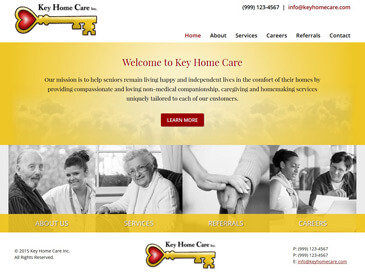 Key Home Care Inc.
(999) 123-4567 | info@keyhomecare.com
Home About Services Careers Referrals Contact
Welcome to Key Home Care
Our mission is to help seniors remain living happy and independent lives in the comfort of their homes by
providing compassionate and loving non-medical companionship, caregiving and homemaking services
uniquely tailored to each of our customers.
LEARN MORE
ABOUT US
SERVICES
REFERRALS
CAREERS
© 2015 Key Home Care Inc.
All Rights Reserved.
Key Home Care Inc.
P: (999) 123-4567
P: (999) 123-4567
E: info@keyhomecare.com